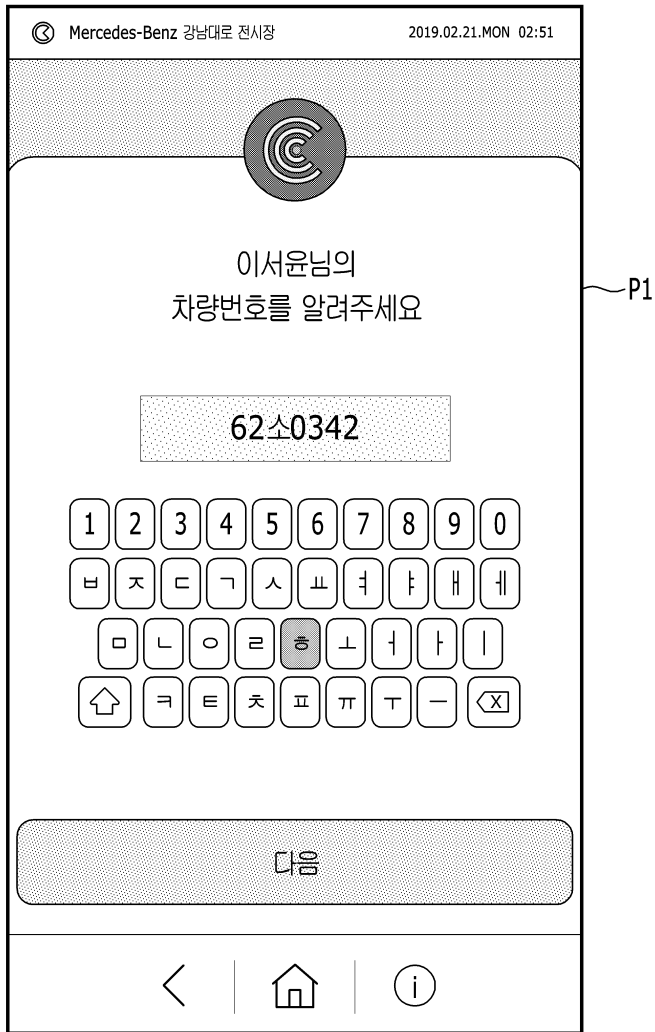 Mercedes-Benz 강남대로 전시장 2019.02.21.MON 02:51
이서윤님의
차량번호를 알려주세요
P1
62소0342
1 2 3 4 5 6 7 8 9 0
ㅂ ㅈ ㄷ ㄱ ㅅ ㅛ ㅕ ㅑ ㅐ ㅔ
ㅁ ㄴ ㅇ ㄹ ㅎ ㅗ ㅓ ㅏ ㅣ
ㅋ ㅌ ㅊ ㅍ ㅠ ㅜ ㅡ X
다음
i